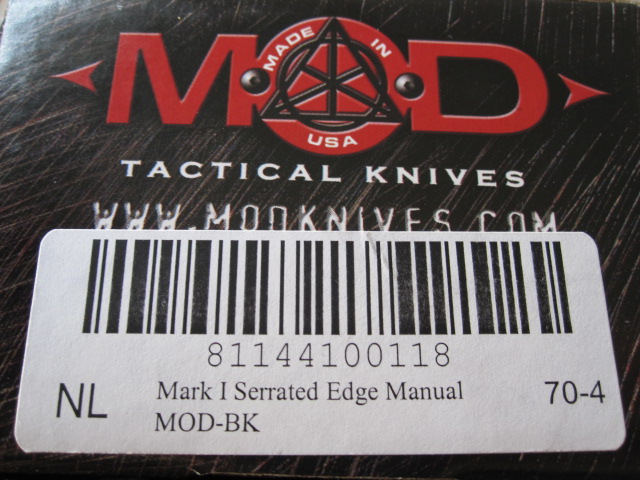 MOD
MADE IN USA
TACTICAL KNIVES
WWW.MODKNIVES.COM
81144100118
NL Mark I Serrated Edge Manual 70-4
MOD-BK